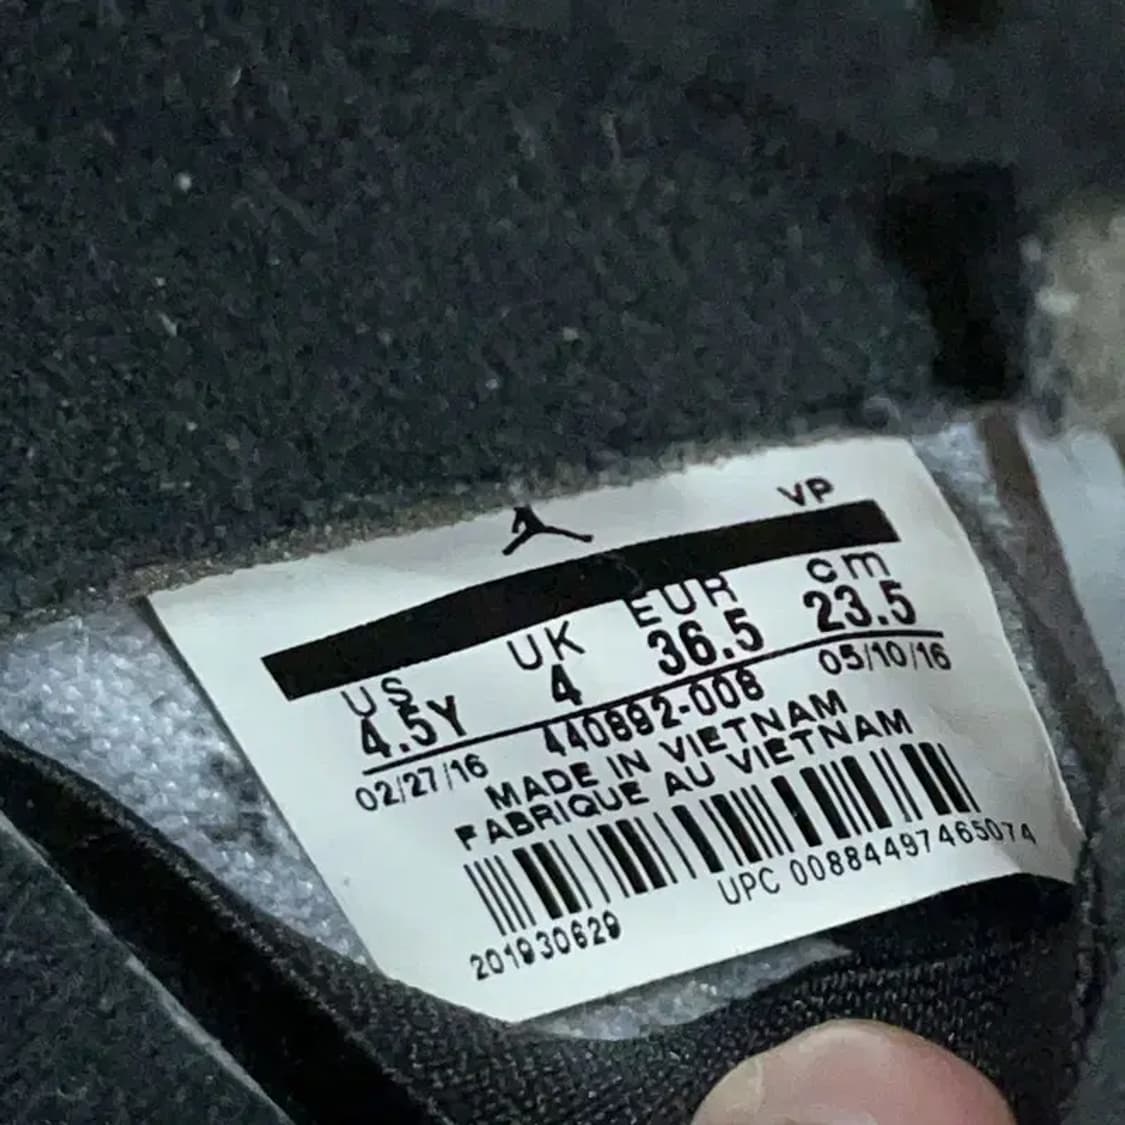 VP
US UK EUR cm
4.5Y 4 36.5 23.5
02/27/16 440892-008 05/10/16
MADE IN VIETNAM
FABRIQUE AU VIETNAM
UPC 00884497465074
201930629